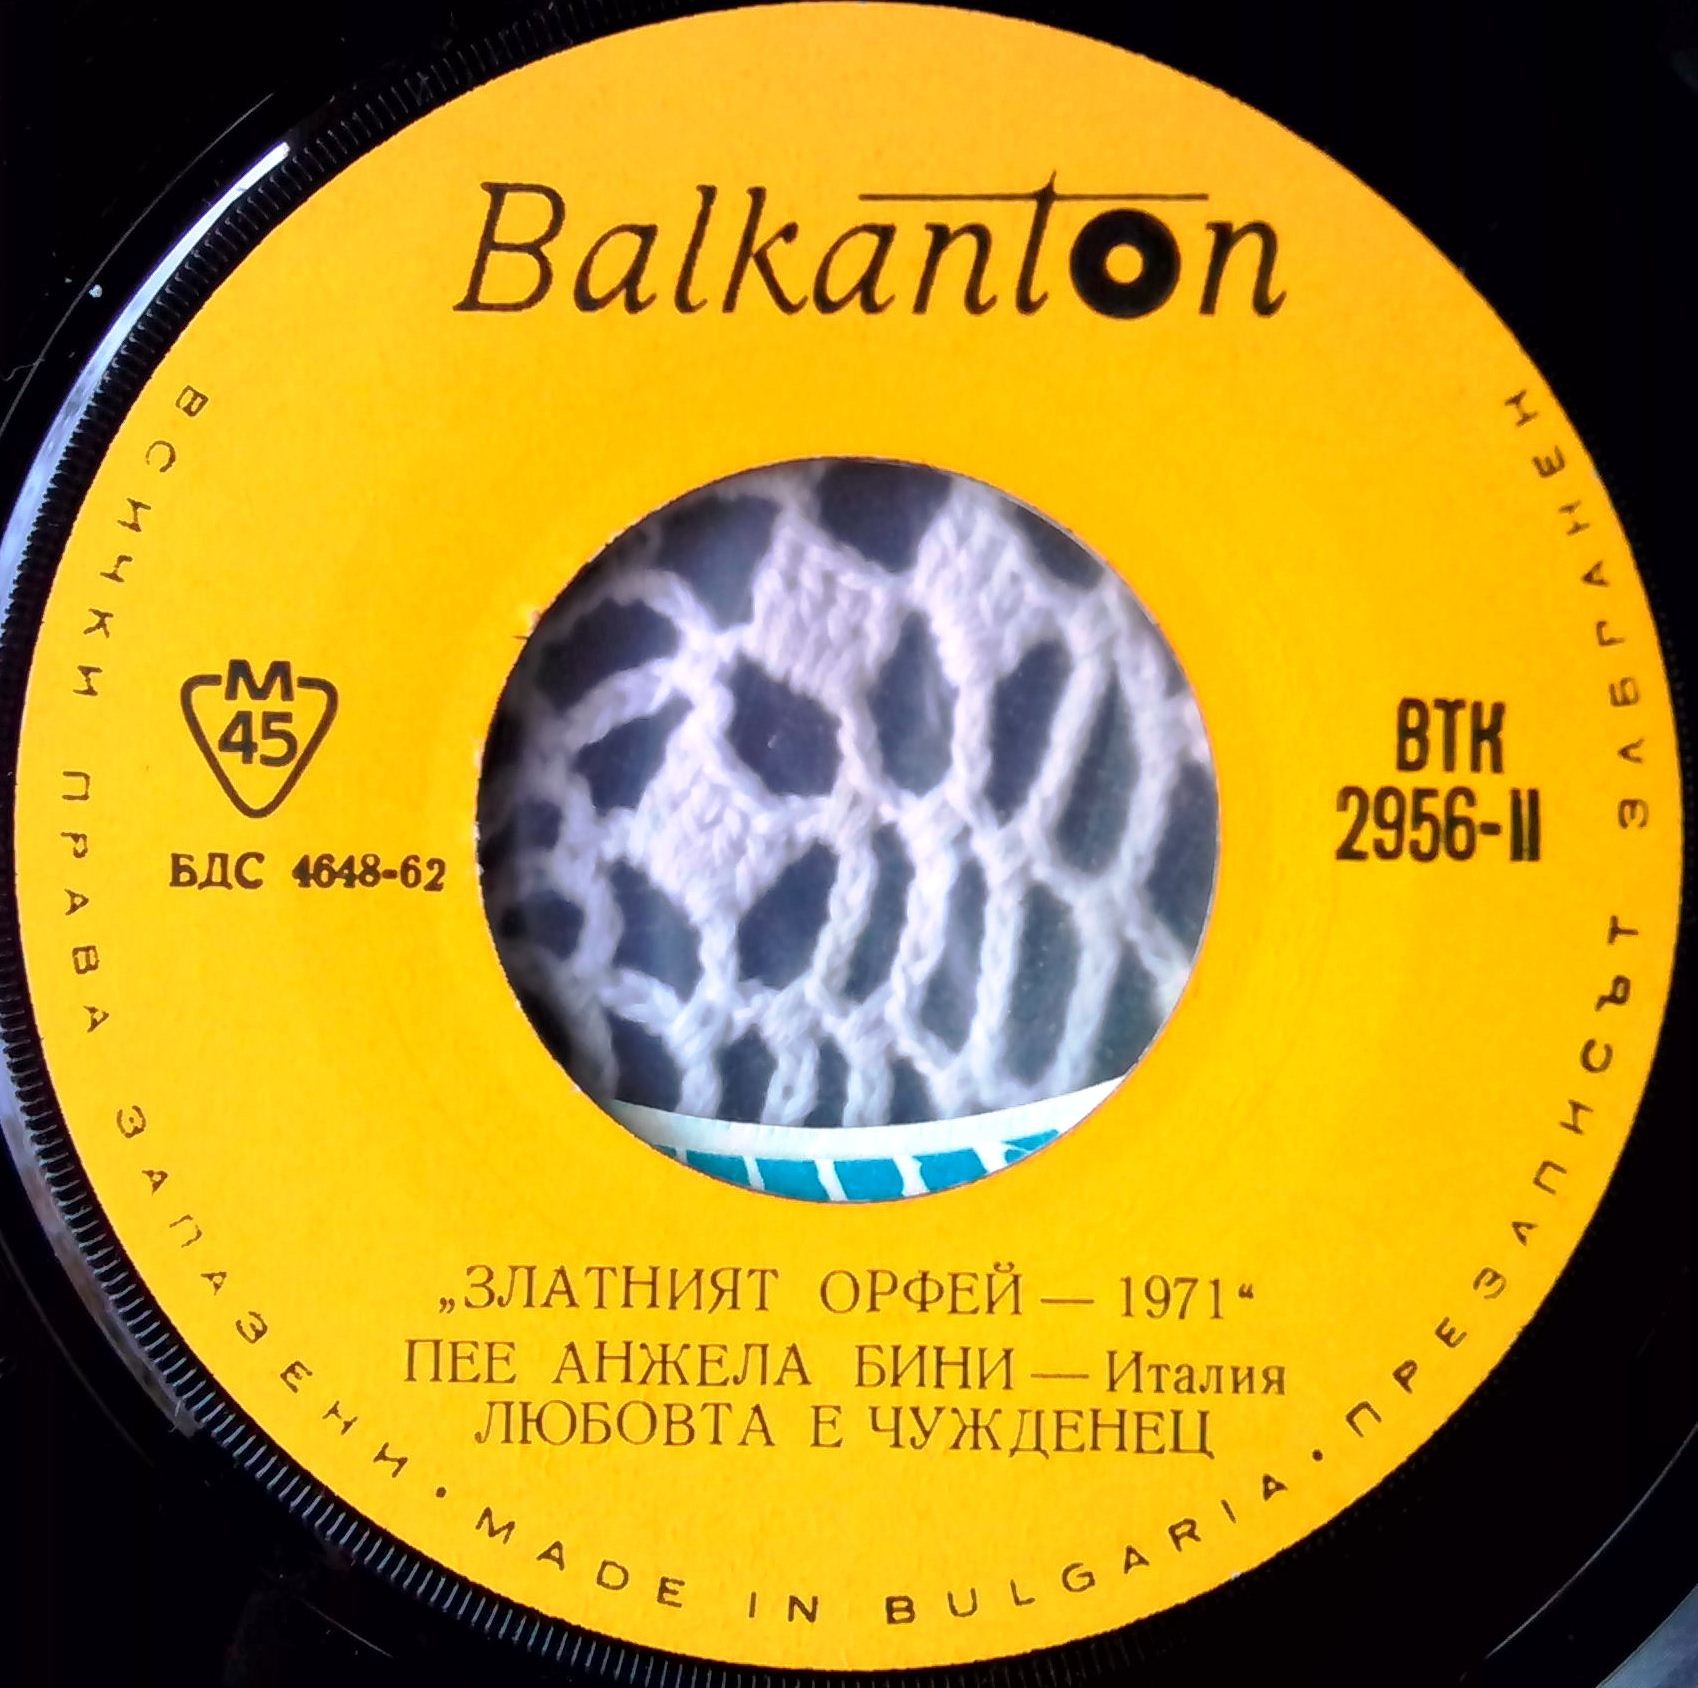 Balkanton
М
45
БДС 4648-62
ВТК
2956-II
„ЗЛАТНИЯТ ОРФЕЙ — 1971“
ПЕЕ АНЖЕЛА БИНИ — Италия
ЛЮБОВТА Е ЧУЖДЕНЕЦ
ВСИЧКИ ПРАВА ЗАПАЗЕНИ • MADE IN BULGARIA • ПРЕЗАПИСЪТ ЗАБРАНЕН